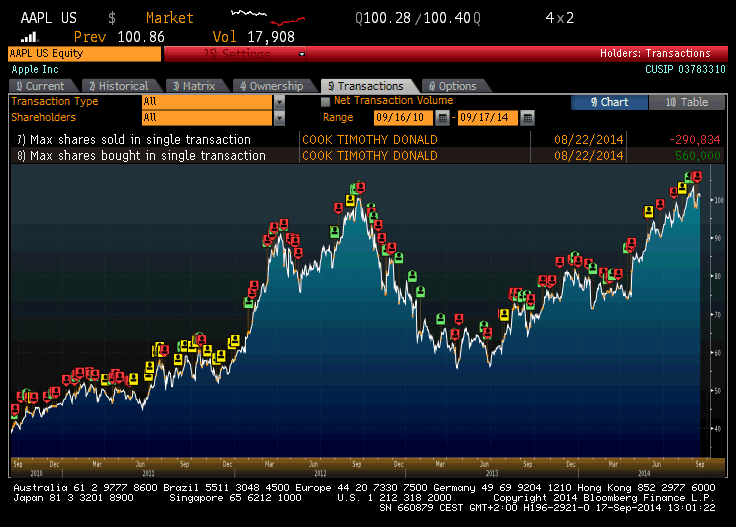 AAPL US $ Market Q100.28 / 100.40Q 4x2
Prev 100.86 Vol 17,908
AAPL US Equity 25) Settings Holders: Transactions
Apple Inc CUSIP 03783310
1) Current 2) Historical 3) Matrix 4) Ownership 5) Transactions 6) Options
Transaction Type All Net Transaction Volume 9) Chart 10) Table
Shareholders All Range 09/16/10 - 09/17/14
7) Max shares sold in single transaction COOK TIMOTHY DONALD 08/22/2014 -290,834
8) Max shares bought in single transaction COOK TIMOTHY DONALD 08/22/2014 560,000
100
90
80
70
60
50
40
Sep Dec Mar Jun Sep Dec Mar Jun Sep Dec Mar Jun Sep Dec Mar Jun Sep
2010 2011 2012 2013 2014
Australia 61 2 9777 8600 Brazil 5511 3048 4500 Europe 44 20 7330 7500 Germany 49 69 9204 1210 Hong Kong 852 2977 6000
Japan 81 3 3201 8900 Singapore 65 6212 1000 U.S. 1 212 318 2000 Copyright 2014 Bloomberg Finance L.P.
SN 660879 CEST GMT+2:00 H196-2921-0 17-Sep-2014 13:01:22